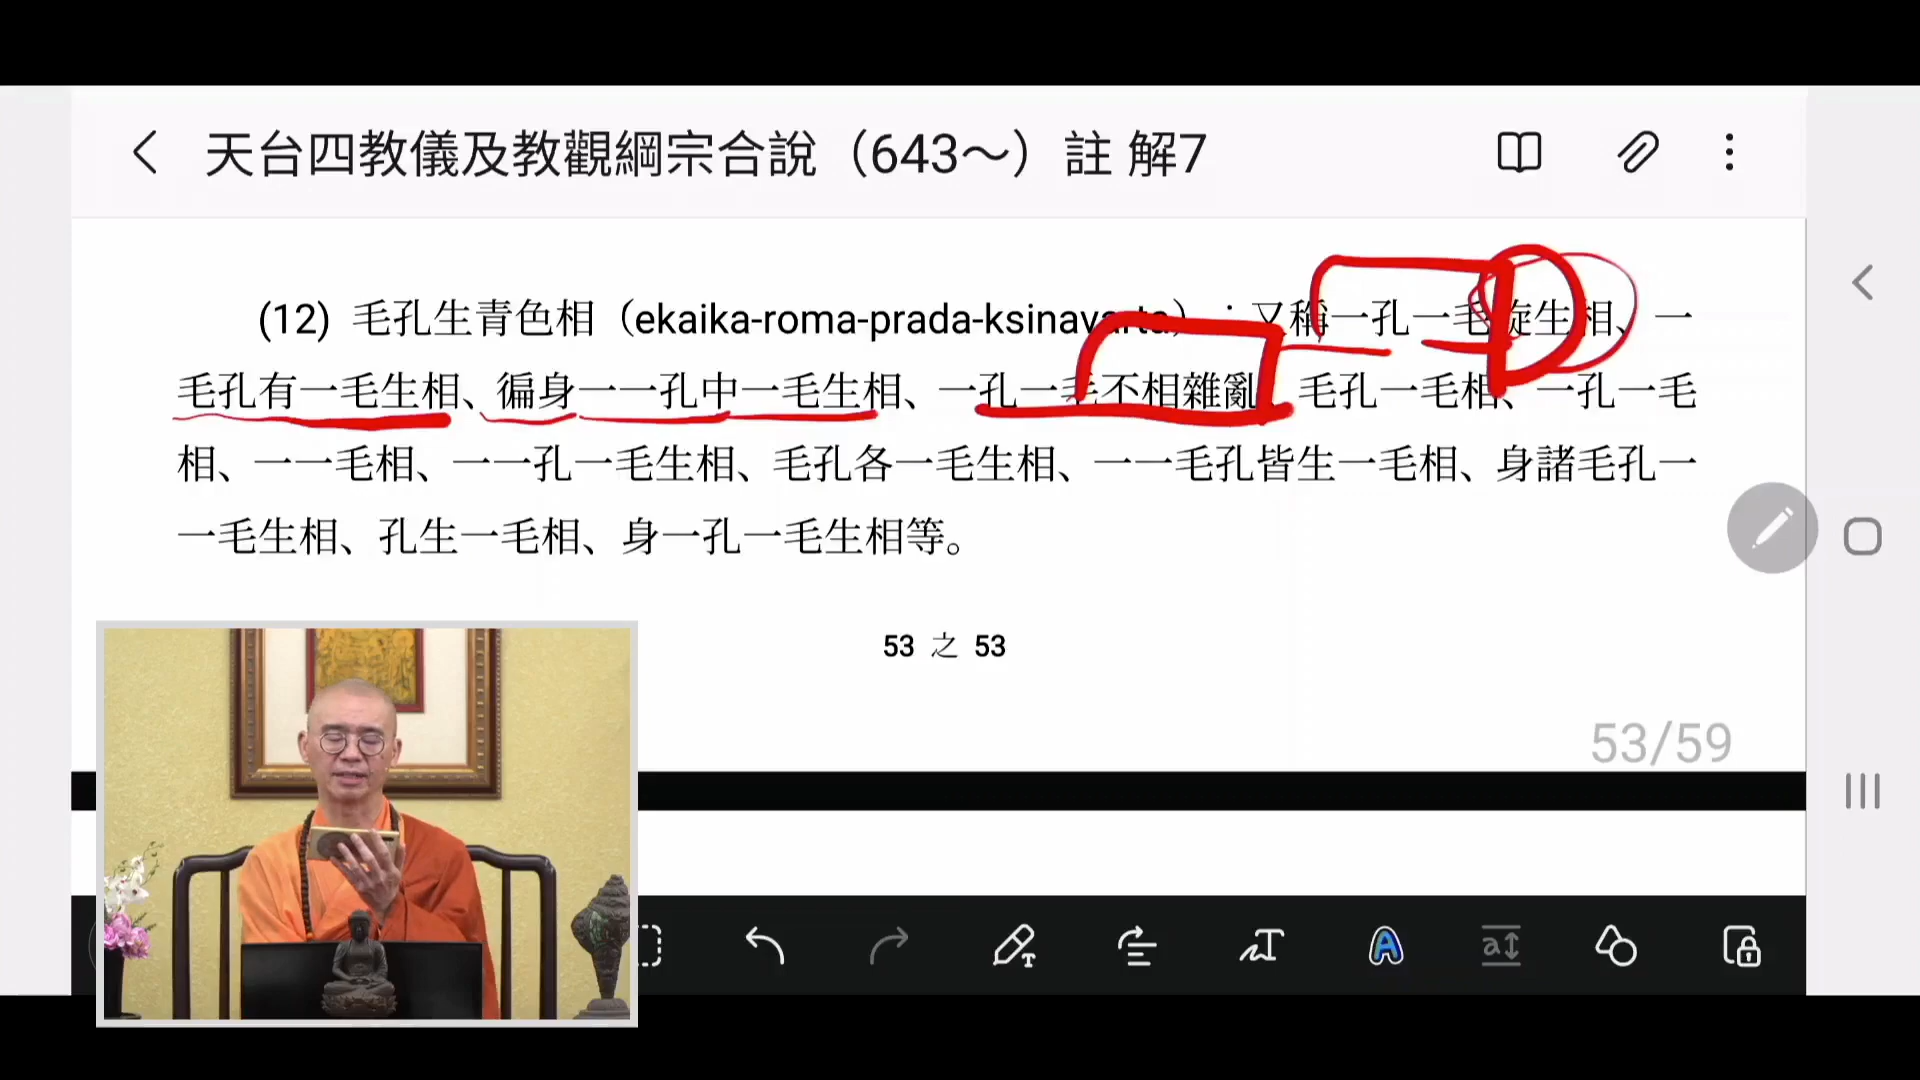 天台四教儀及教觀綱宗合說（643～）註 解7
(12) 毛孔生青色相（ekaika-roma-prada-ksinavarta）：又稱一孔一毛旋生相、一
毛孔有一毛生相、徧身一一孔中一毛生相、一孔一毛不相雜亂、毛孔一毛相、一孔一毛
相、一一毛相、一一孔一毛生相、毛孔各一毛生相、一一毛孔皆生一毛相、身諸毛孔一
一毛生相、孔生一毛相、身一孔一毛生相等。
53 之 53
53/59